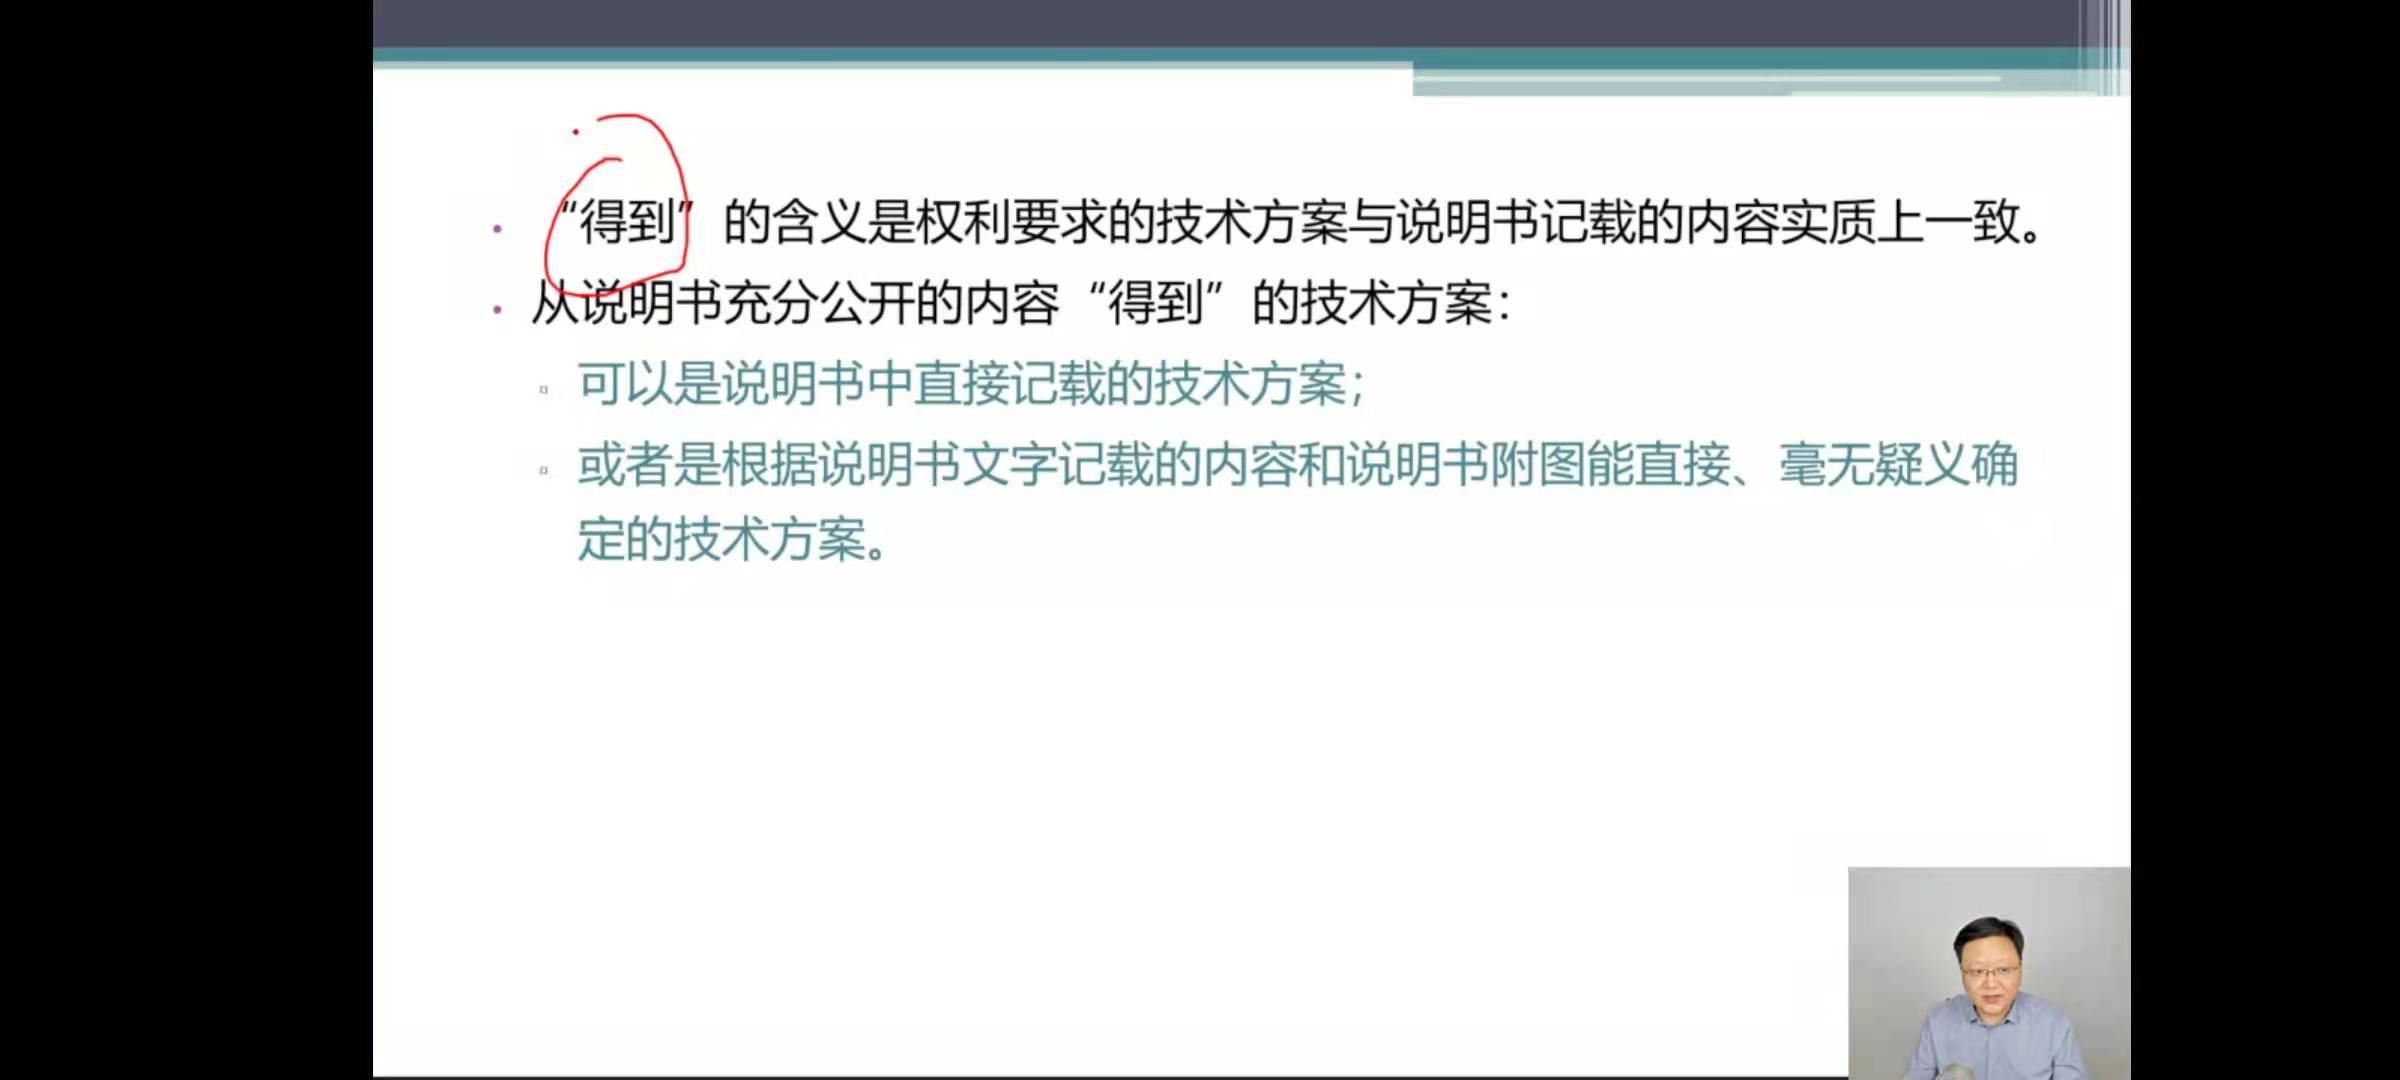 “得到”的含义是权利要求的技术方案与说明书记载的内容实质上一致。
从说明书充分公开的内容“得到”的技术方案：
可以是说明书中直接记载的技术方案；
或者是根据说明书文字记载的内容和说明书附图能直接、毫无疑义确
定的技术方案。